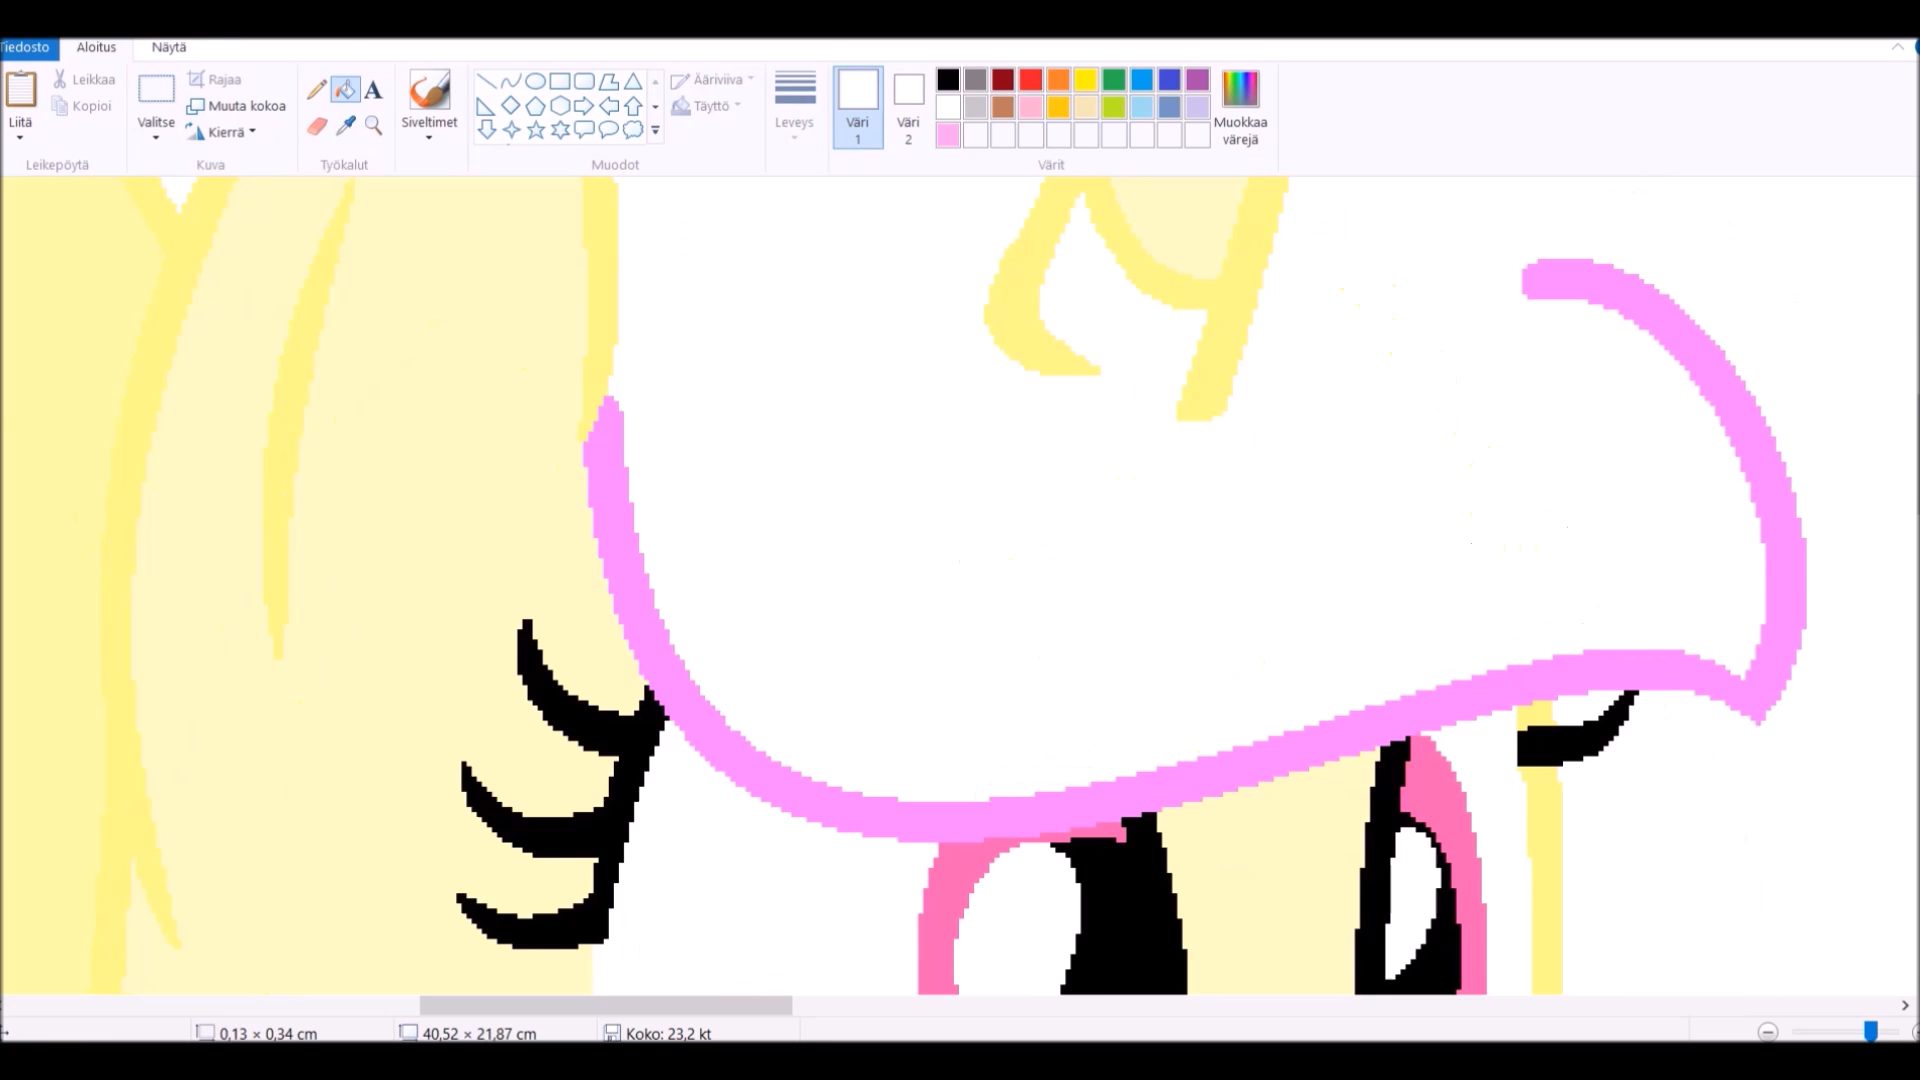 Tiedosto Aloitus Näytä
Liitä
Leikkaa
Kopioi
Leikepöytä
Valitse
Rajaa
Muuta kokoa
Kierrä
Kuva
A
Työkalut
Siveltimet
Muodot
Ääriviiva
Täyttö
Leveys
Väri
1
Väri
2
Värit
Muokkaa
värejä
0,13 × 0,34 cm 40,52 × 21,87 cm Koko: 23,2 kt